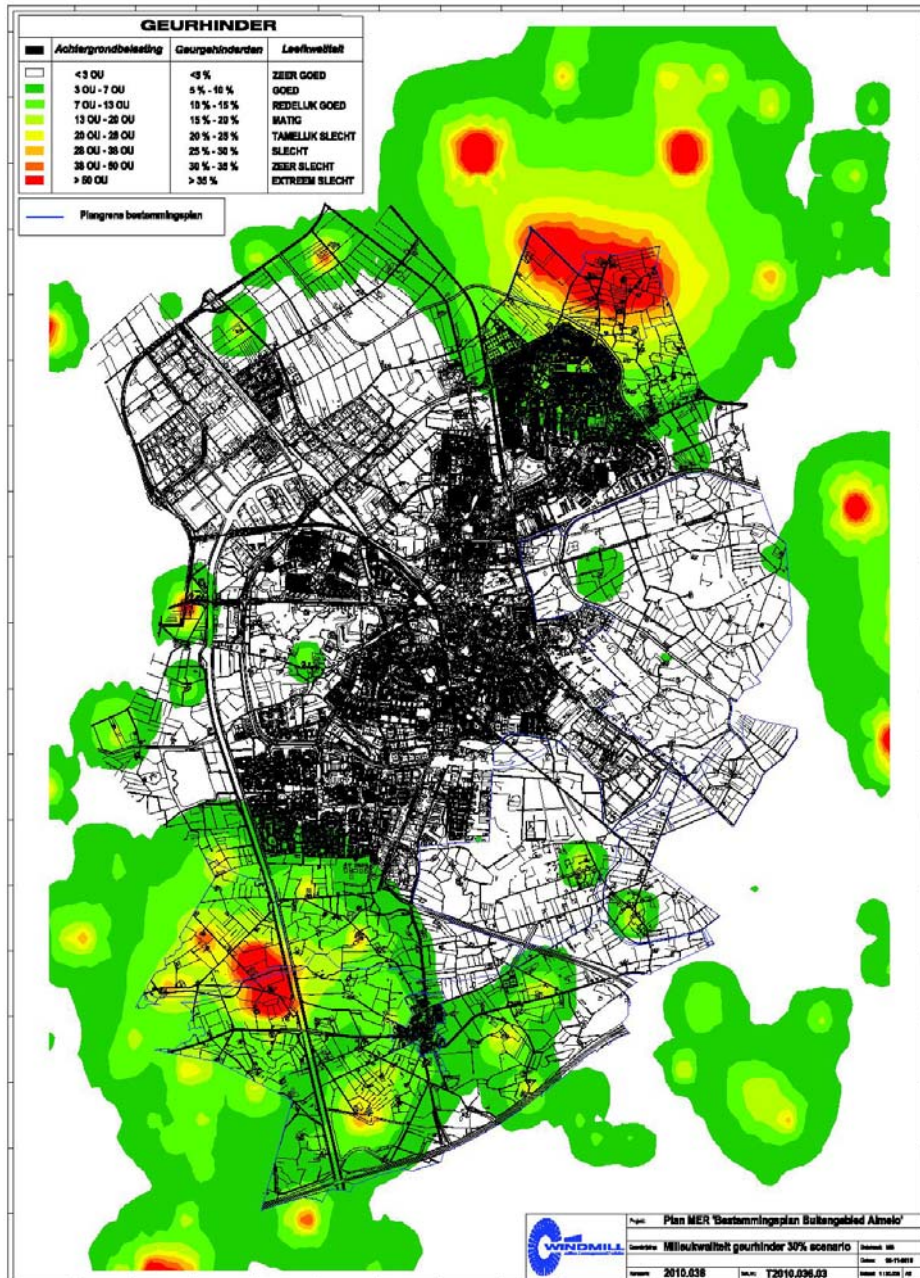 GEURHINDER
Achtergrondbelasting Geurgehinderden Leefkwaliteit
< 3 OU <5 % ZEER GOED
3 OU - 7 OU 5 % - 10 % GOED
7 OU - 13 OU 10 % - 15 % REDELIJK GOED
13 OU - 20 OU 15 % - 20 % MATIG
20 OU - 28 OU 20 % - 25 % TAMELIJK SLECHT
28 OU - 38 OU 25 % - 30 % SLECHT
38 OU - 50 OU 30 % - 35 % ZEER SLECHT
> 50 OU > 35 % EXTREEM SLECHT
Plangrens bestemmingsplan
WINDMILL
Project: Plan MER 'Bestemmingsplan Buitengebied Almelo'
Milieukwaliteit geurhinder 30% scenario
2010.036 T2010.036.03